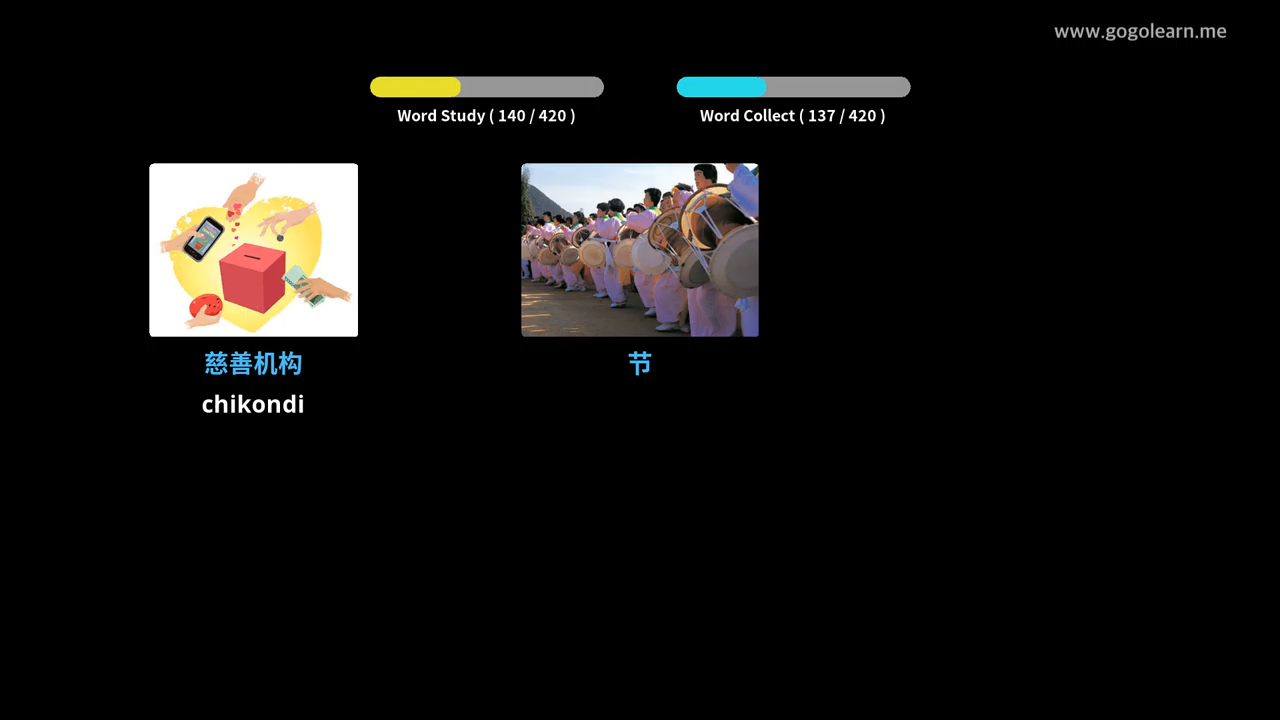 www.gogolearn.me
Word Study ( 140 / 420 )
Word Collect ( 137 / 420 )
慈善机构
chikondi
节